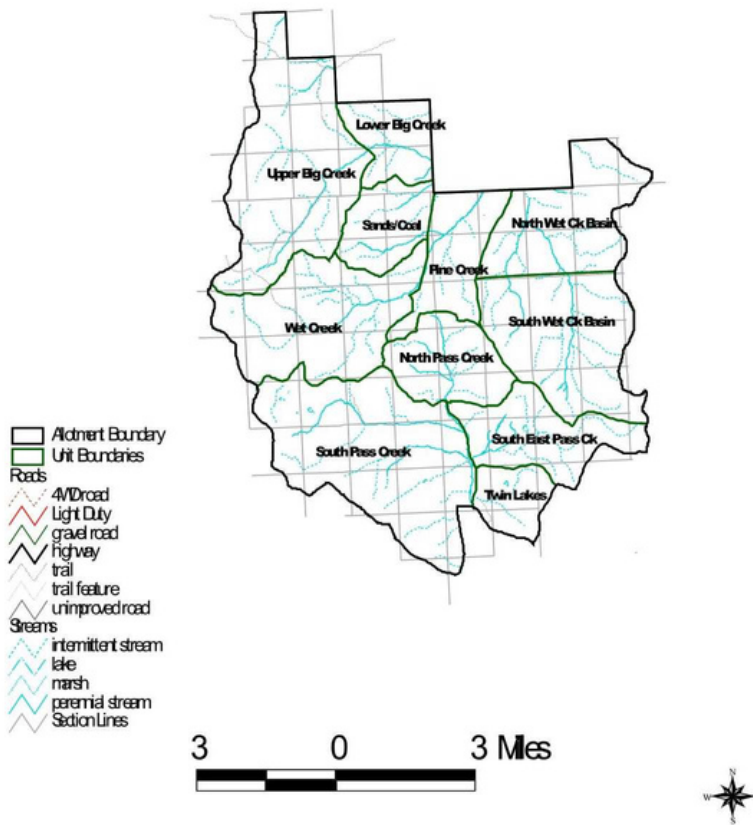 Lower Big Creek
Upper Big Creek
Sands/Coal
North Wet Ck Basin
Pine Creek
Wet Creek
South Wet Ck Basin
North Pass Creek
South Pass Creek
South East Pass Ck
Twin Lakes
Allotment Boundary
Unit Boundaries
Roads
4WD road
Light Duty
gravel road
highway
trail
trail feature
unimproved road
Streams
intermittent stream
lake
marsh
perennial stream
Section Lines
3 0 3 Miles
N
W E
S